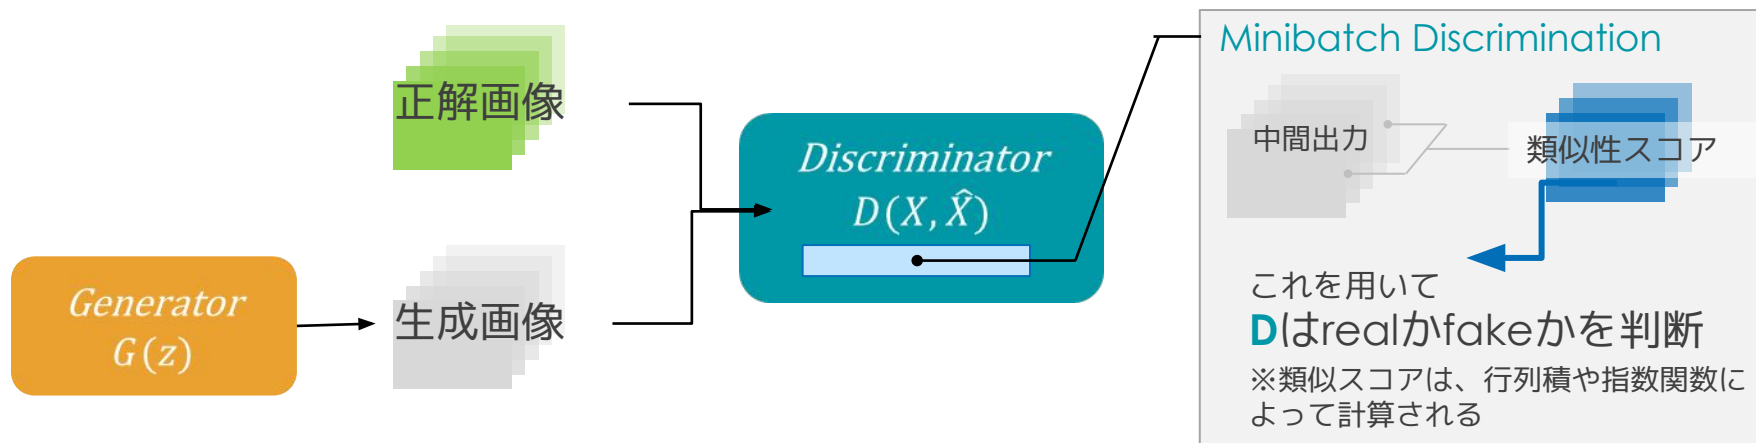 正解画像
Generator
G(z)
生成画像
Discriminator
D(X, X̂)
Minibatch Discrimination
中間出力
類似性スコア
これを用いて
Dはrealかfakeかを判断
※類似スコアは、行列積や指数関数に
よって計算される